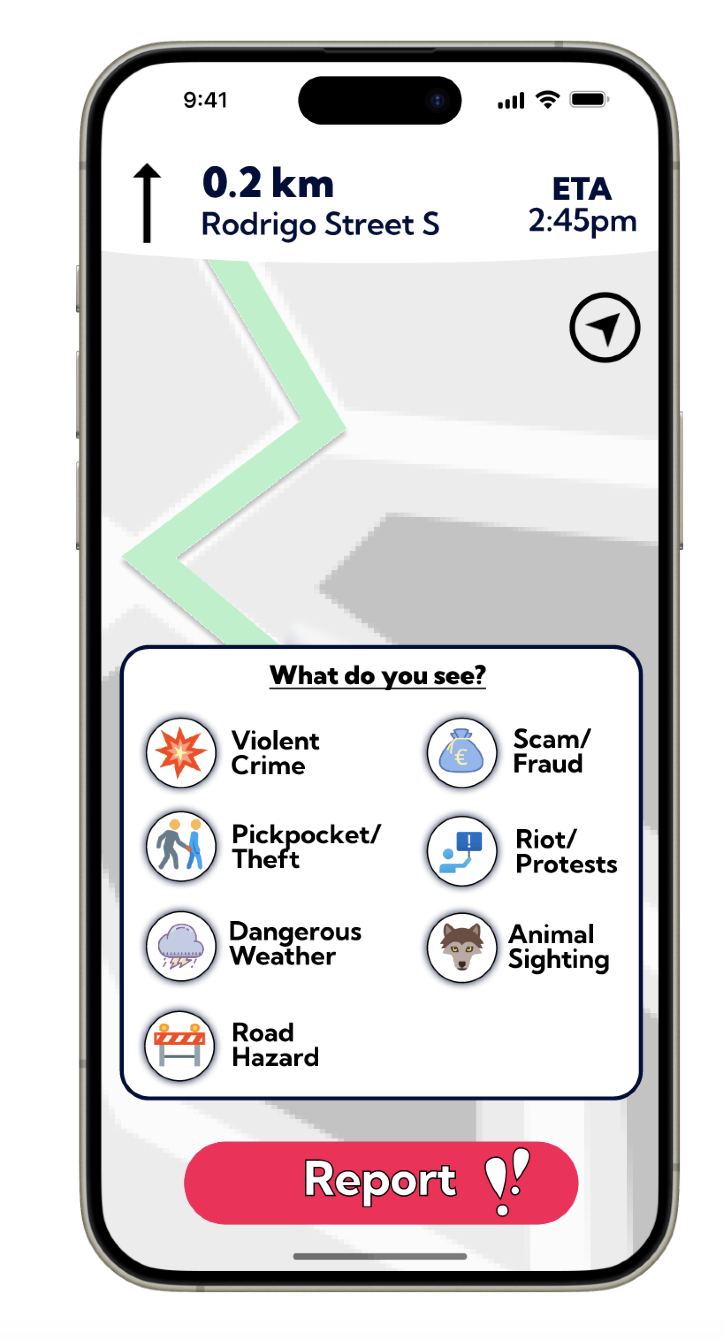 9:41
0.2 km
Rodrigo Street S
ETA
2:45pm
What do you see?
Violent
Crime
Scam/
Fraud
€
Pickpocket/
Theft
!
Riot/
Protests
Dangerous
Weather
Animal
Sighting
Road
Hazard
Report !!